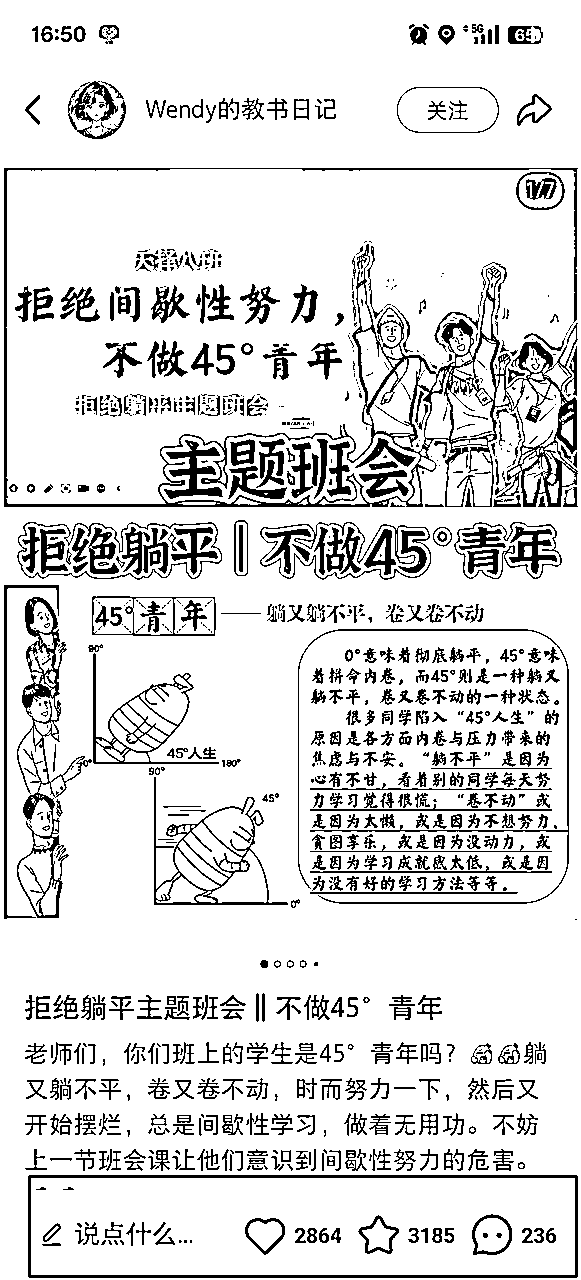 16:50
5G
65
Wendy的教书日记
关注
1/7
拒绝间歇性努力，
不做45°青年
拒绝躺平主题班会
主题班会
拒绝躺平 | 不做45°青年
45°青年
躺又躺不平，卷又卷不动
90°
45°人生
0°
180°
90°
45°
0°
0°意味着彻底躺平，45°意味
着拼命内卷，而45°则是一种躺又
躺不平，卷又卷不动的一种状态。
很多同学陷入“45°人生”的
原因是各方面内卷与压力带来的
焦虑与不安。“躺不平”是因为
心有不甘，看着别的同学每天努
力学习觉得很慌；“卷不动”或
是因为太懒，或是因为不想努力、
贪图享乐，或是因为没动力，或
是因为学习成就感太低，或是因
为没有好的学习方法等等。
拒绝躺平主题班会‖不做45°青年
老师们，你们班上的学生是45°青年吗？躺
又躺不平，卷又卷不动，时而努力一下，然后又
开始摆烂，总是间歇性学习，做着无用功。不妨
上一节班会课让他们意识到间歇性努力的危害。
说点什么...
2864
3185
236